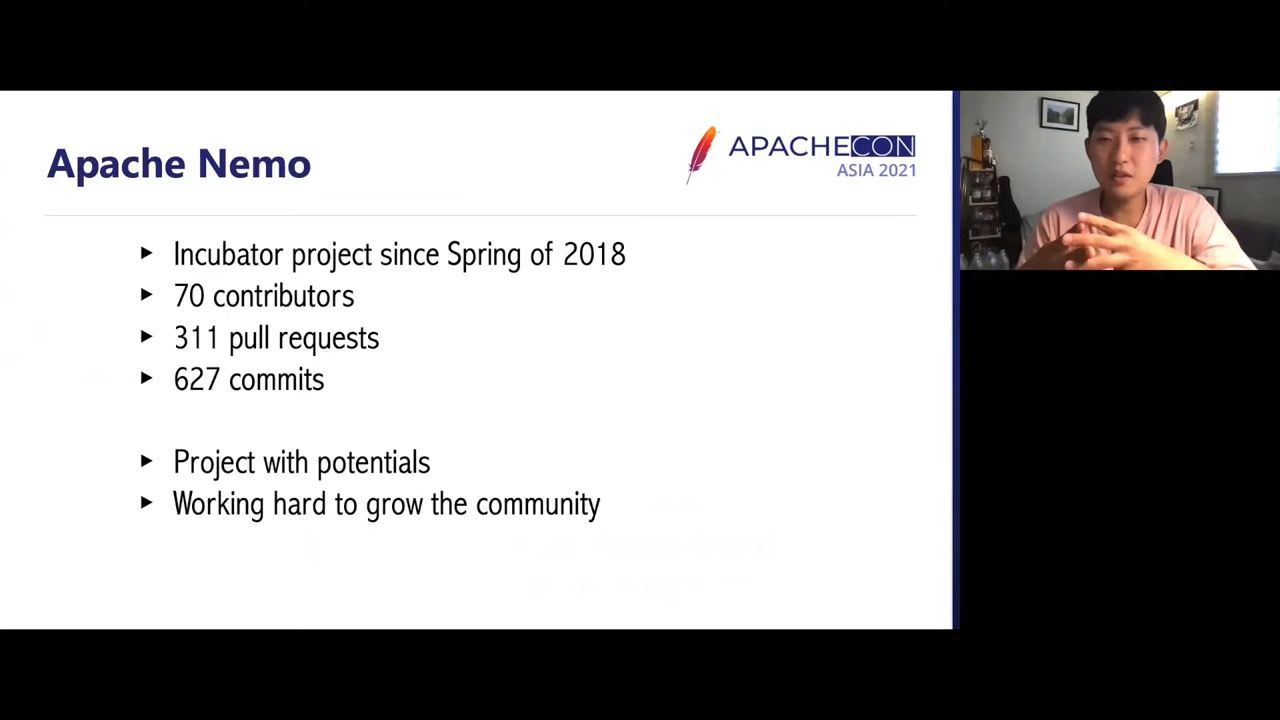 Apache Nemo
APACHECON
ASIA 2021
Incubator project since Spring of 2018
70 contributors
311 pull requests
627 commits
Project with potentials
Working hard to grow the community